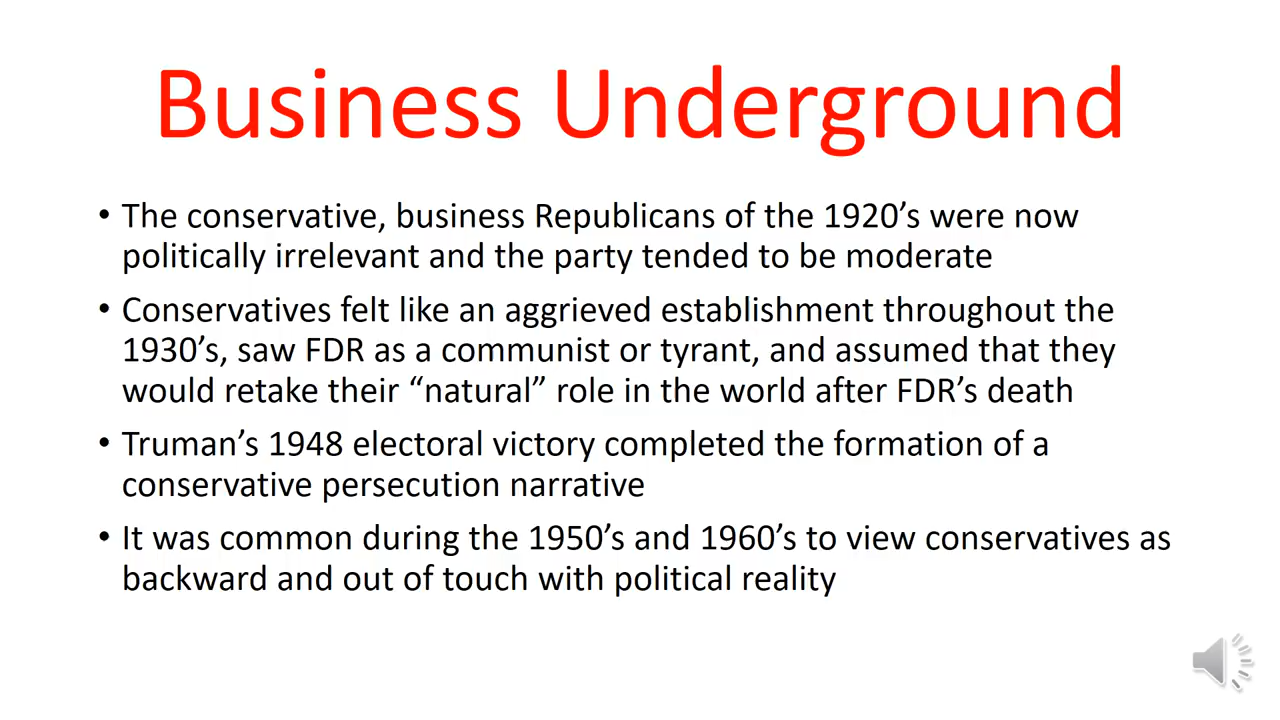 Business Underground
• The conservative, business Republicans of the 1920’s were now
politically irrelevant and the party tended to be moderate
• Conservatives felt like an aggrieved establishment throughout the
1930’s, saw FDR as a communist or tyrant, and assumed that they
would retake their “natural” role in the world after FDR’s death
• Truman’s 1948 electoral victory completed the formation of a
conservative persecution narrative
• It was common during the 1950’s and 1960’s to view conservatives as
backward and out of touch with political reality